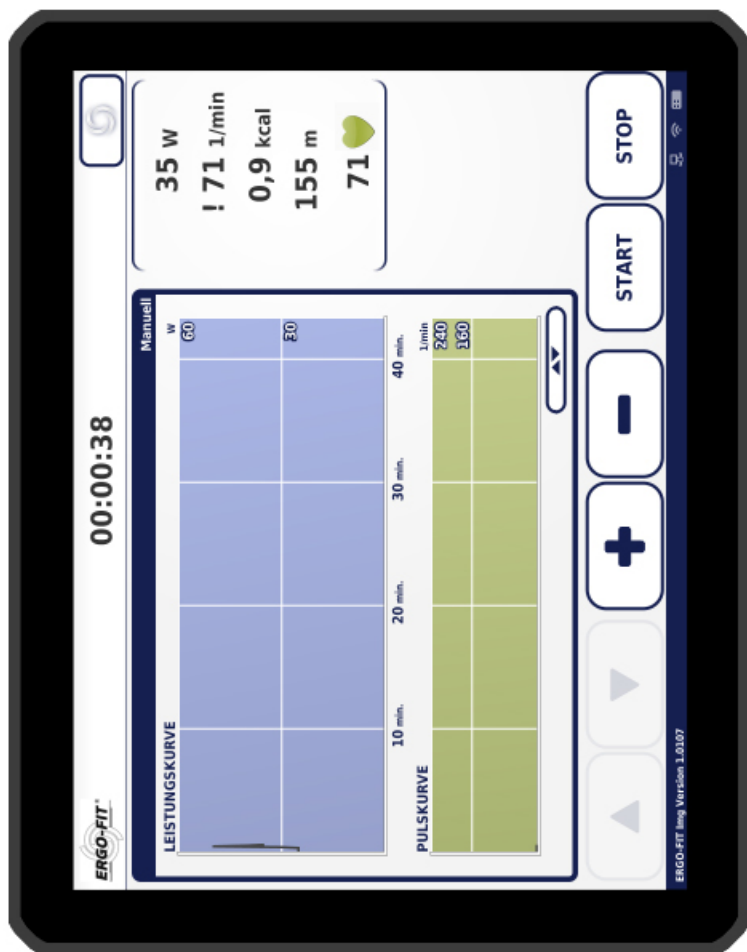 ERGO-FIT®
00:00:38
Manuell
LEISTUNGSKURVE
W
60
30
10 min.
20 min.
30 min.
40 min.
PULSKURVE
1/min
240
160
35 W
! 71 1/min
0,9 kcal
155 m
71
+
-
START
STOP
ERGO-FIT Img Version 1.0107